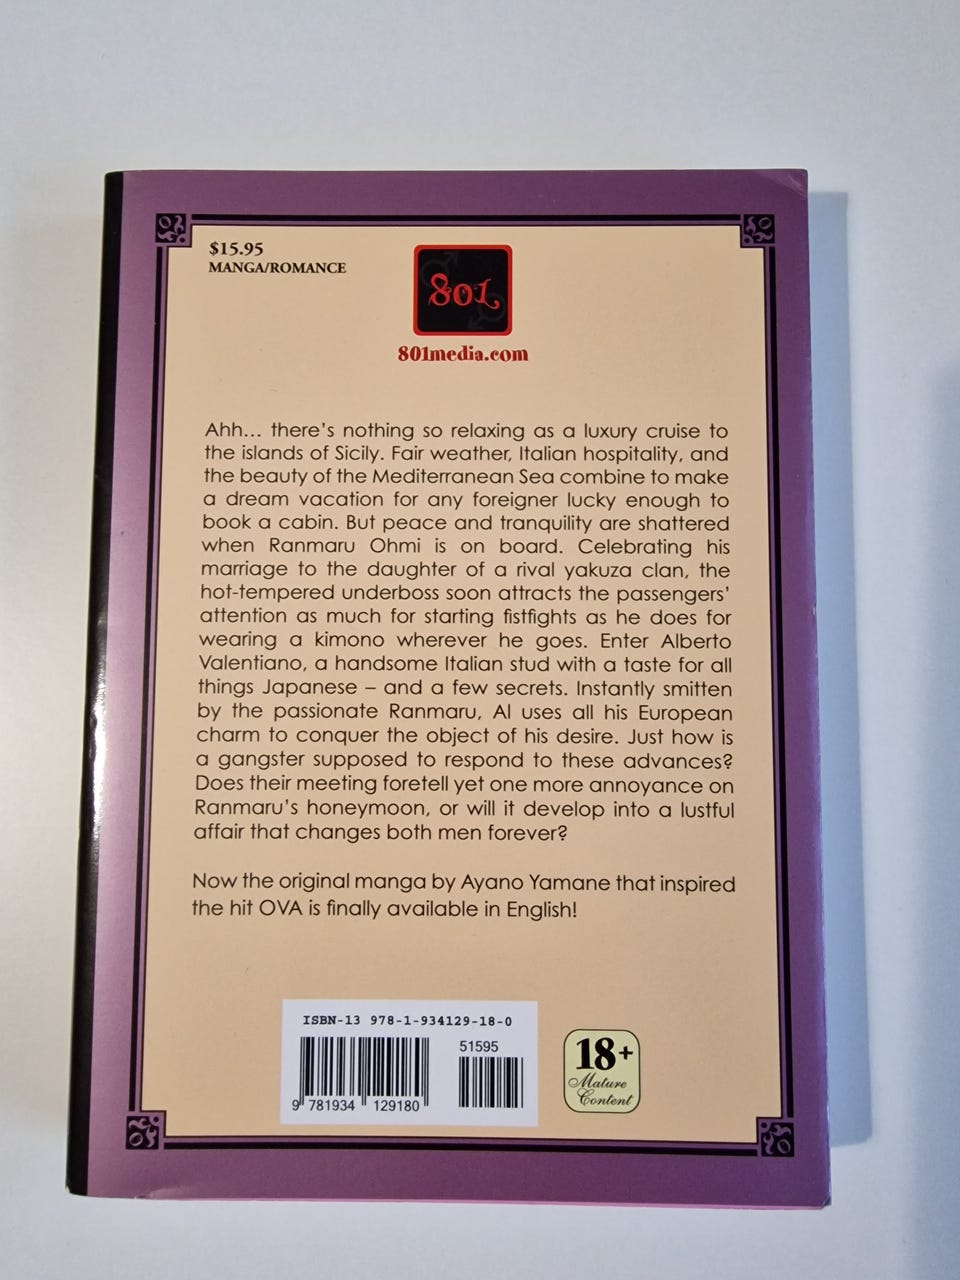 $15.95
MANGA/ROMANCE
801
801media.com
Ahh... there's nothing so relaxing as a luxury cruise to
the islands of Sicily. Fair weather, Italian hospitality, and
the beauty of the Mediterranean Sea combine to make
a dream vacation for any foreigner lucky enough to
book a cabin. But peace and tranquility are shattered
when Ranmaru Ohmi is on board. Celebrating his
marriage to the daughter of a rival yakuza clan, the
hot-tempered underboss soon attracts the passengers'
attention as much for starting fistfights as he does for
wearing a kimono wherever he goes. Enter Alberto
Valentiano, a handsome Italian stud with a taste for all
things Japanese – and a few secrets. Instantly smitten
by the passionate Ranmaru, Al uses all his European
charm to conquer the object of his desire. Just how is
a gangster supposed to respond to these advances?
Does their meeting foretell yet one more annoyance on
Ranmaru's honeymoon, or will it develop into a lustful
affair that changes both men forever?
Now the original manga by Ayano Yamane that inspired
the hit OVA is finally available in English!
ISBN-13 978-1-934129-18-0
51595
9 781934 129180
18+
Mature
Content